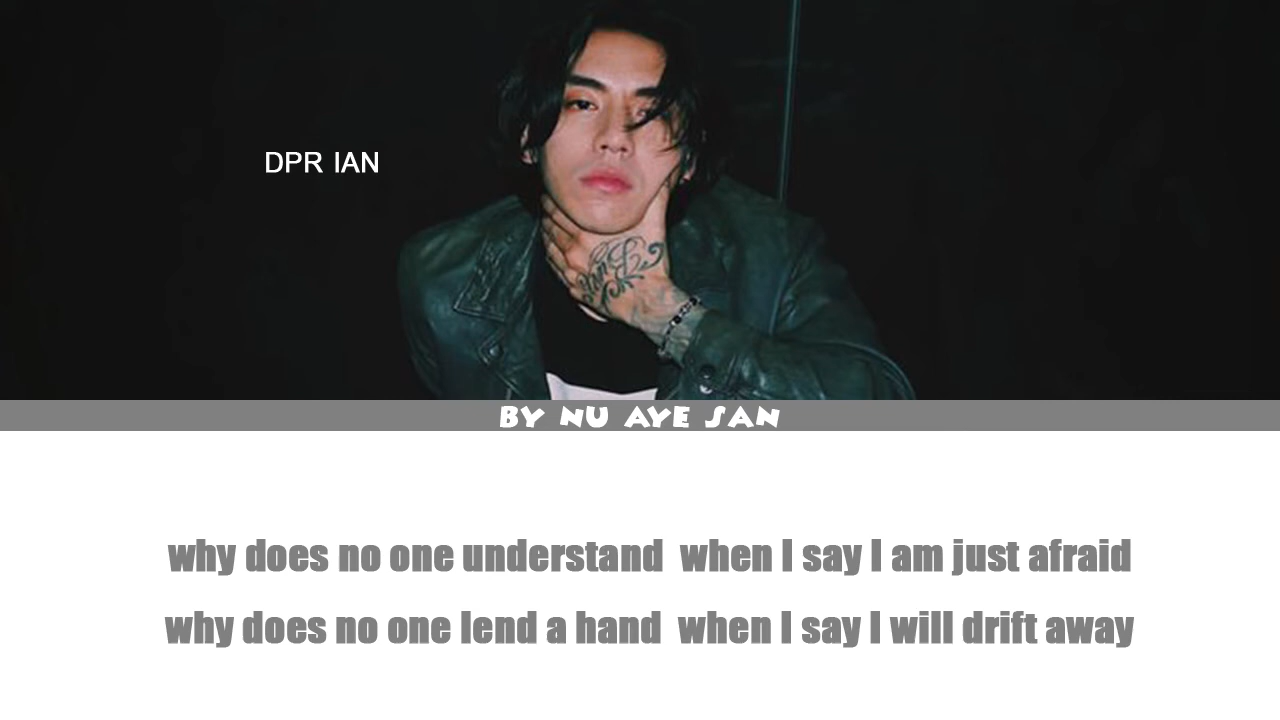 DPR IAN
BY NU AYE SAN
why does no one understand when I say I am just afraid
why does no one lend a hand when I say I will drift away